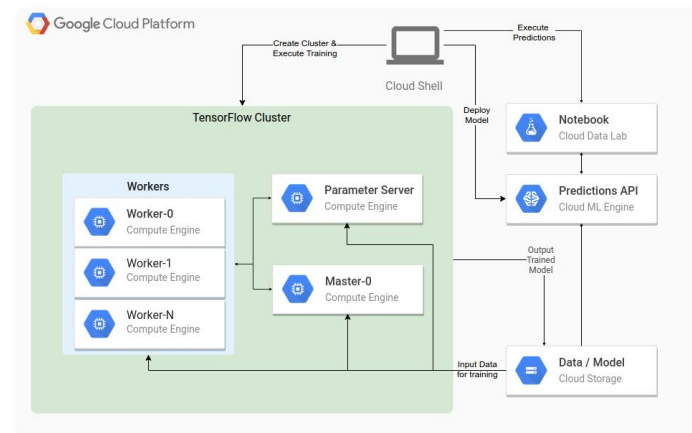 Google Cloud Platform
Create Cluster &
Execute Training
Execute
Predictions
Cloud Shell
Deploy
Model
TensorFlow Cluster
Notebook
Cloud Data Lab
Workers
Worker-0
Compute Engine
Worker-1
Compute Engine
Worker-N
Compute Engine
Parameter Server
Compute Engine
Master-0
Compute Engine
Predictions API
Cloud ML Engine
Output
Trained
Model
Input Data
for training
Data / Model
Cloud Storage